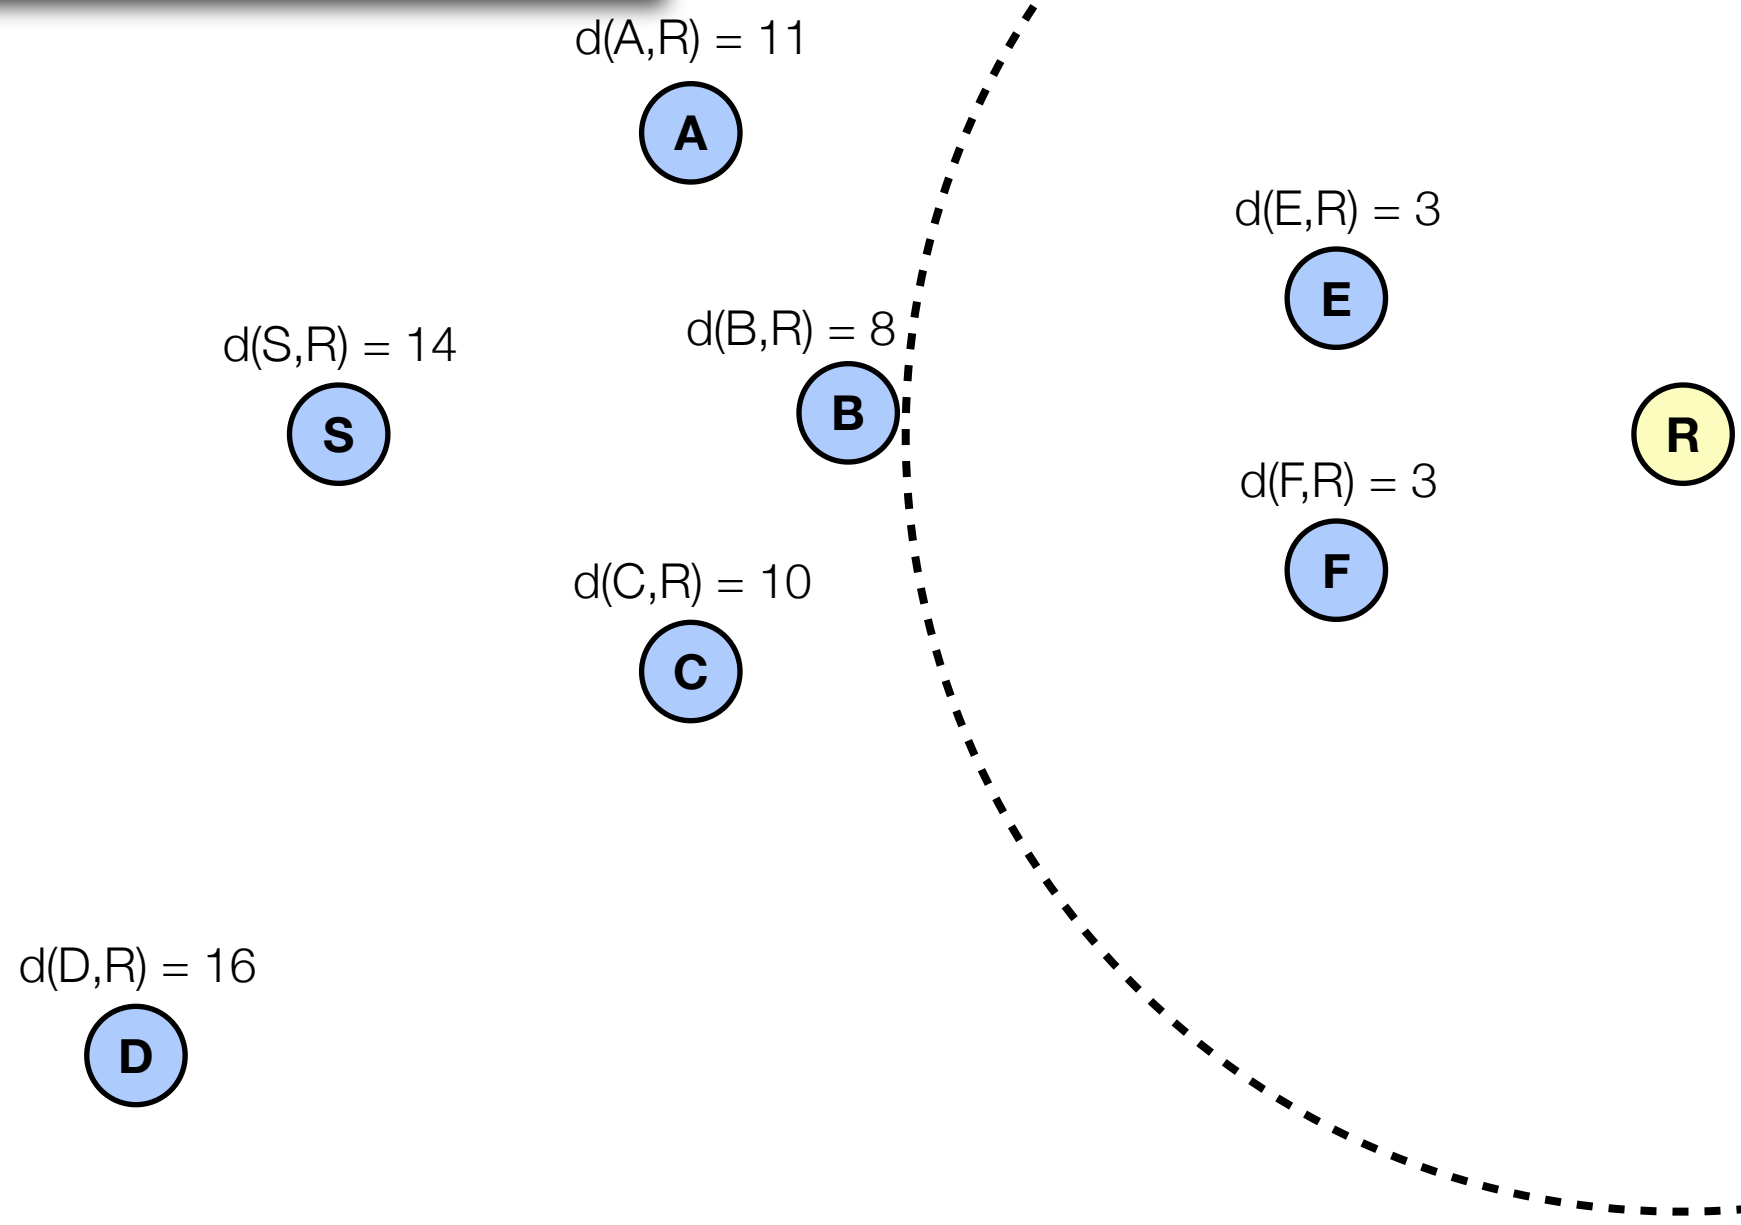 d(A,R) = 11
A
d(E,R) = 3
E
d(S,R) = 14
S
d(B,R) = 8
B
R
d(F,R) = 3
F
d(C,R) = 10
C
d(D,R) = 16
D